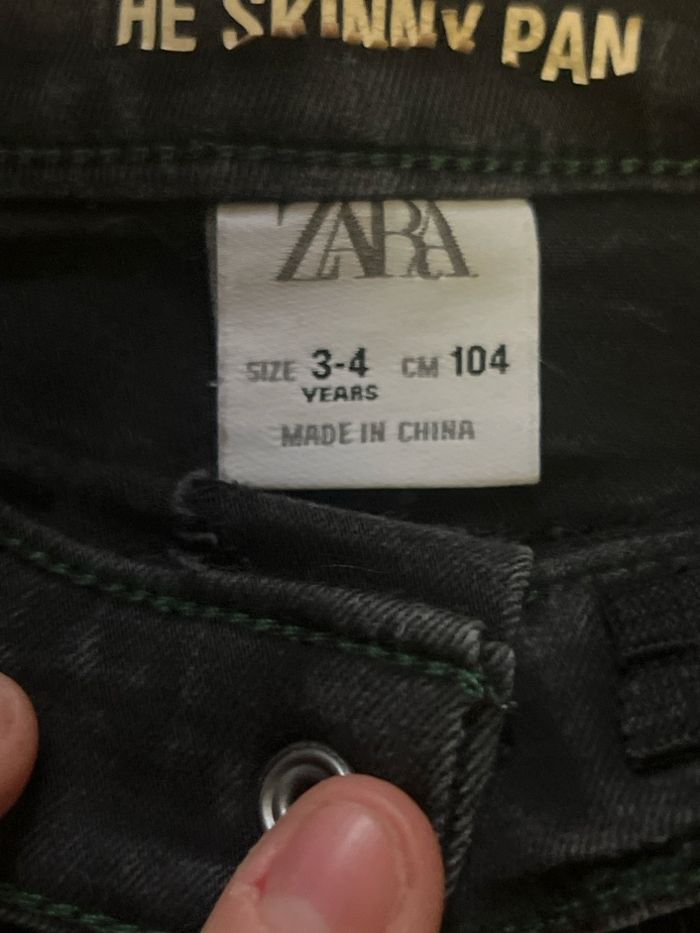 HE SKINNY PAN
ZARA
SIZE 3-4 CM 104
YEARS
MADE IN CHINA